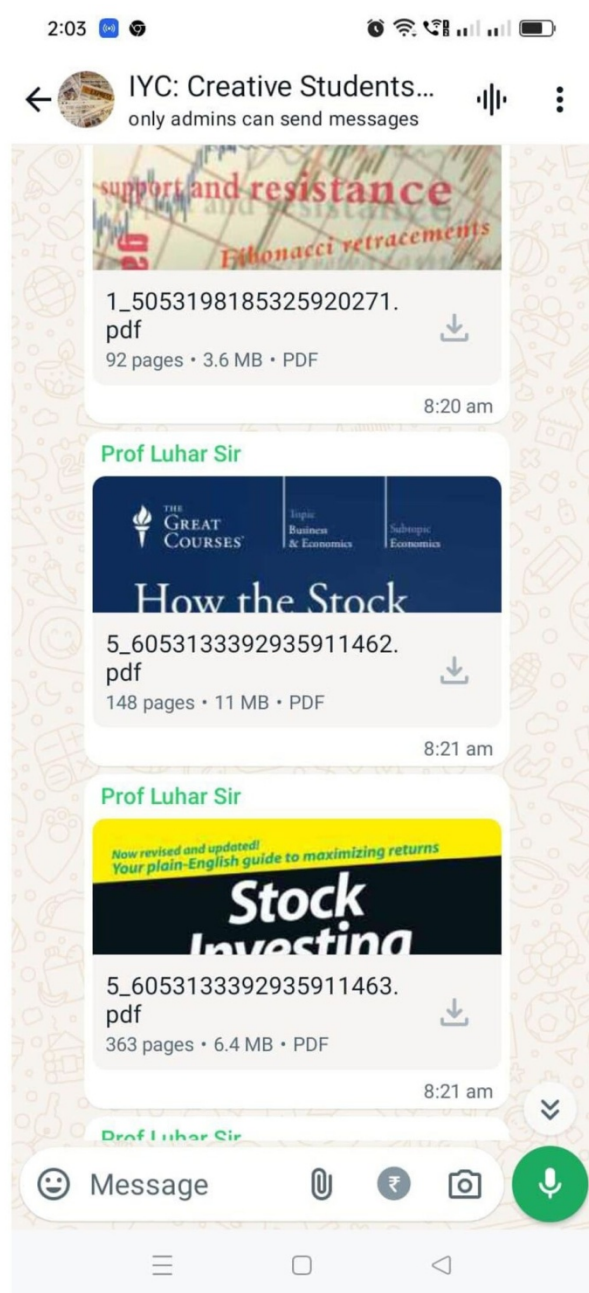 2:03
IYC: Creative Students...
only admins can send messages
support and resistance
Fibonacci retracements
1_5053198185325920271.
pdf
92 pages • 3.6 MB • PDF
8:20 am
Prof Luhar Sir
THE
GREAT
COURSES
Topic
Business
& Economics
Subtopic
Economics
How the Stock
5_6053133392935911462.
pdf
148 pages • 11 MB • PDF
8:21 am
Prof Luhar Sir
Now revised and updated!
Your plain-English guide to maximizing returns
Stock
Investing
5_6053133392935911463.
pdf
363 pages • 6.4 MB • PDF
8:21 am
Prof Luhar Sir
Message
₹